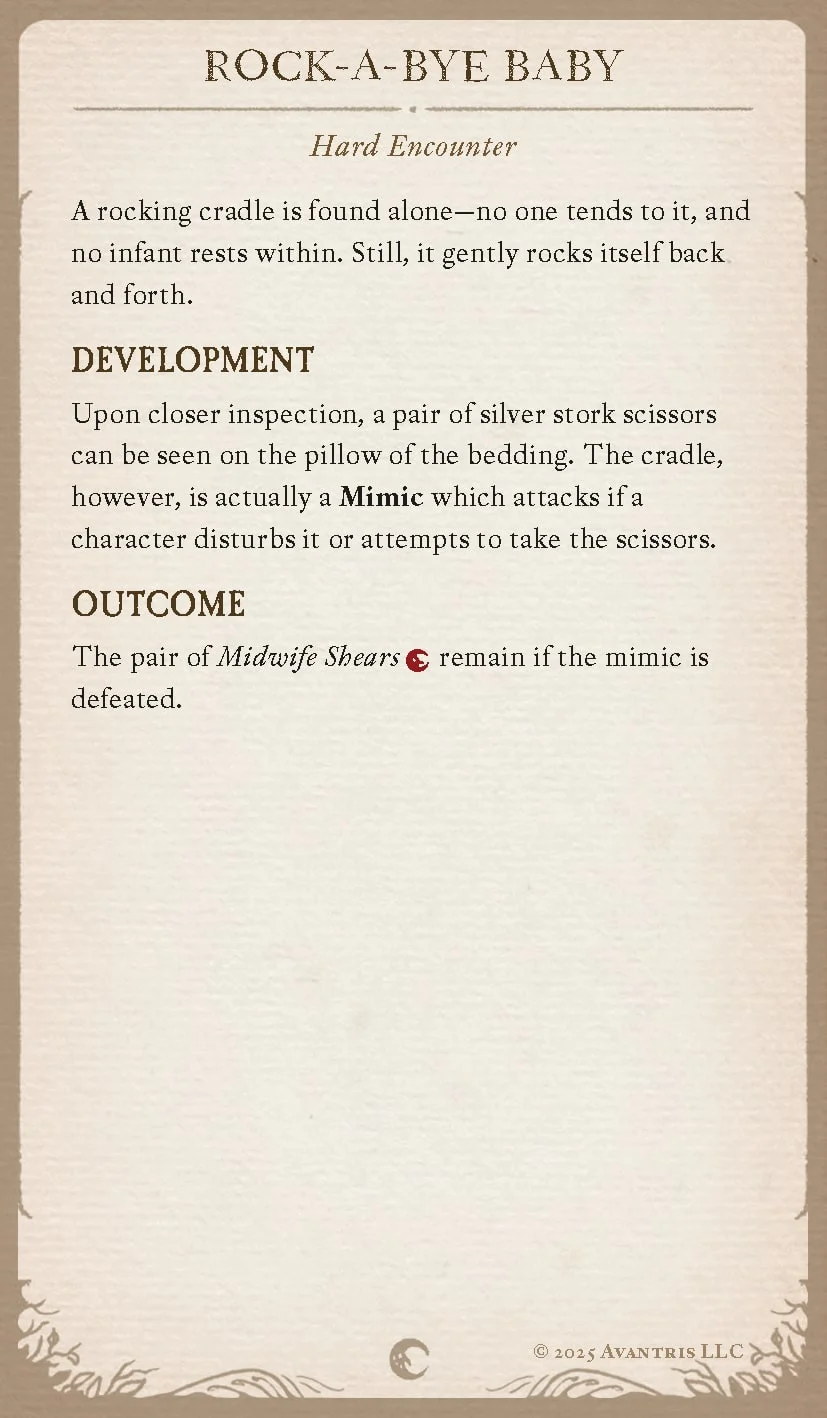 ROCK-A-BYE BABY
Hard Encounter
A rocking cradle is found alone—no one tends to it, and
no infant rests within. Still, it gently rocks itself back
and forth.
DEVELOPMENT
Upon closer inspection, a pair of silver stork scissors
can be seen on the pillow of the bedding. The cradle,
however, is actually a Mimic which attacks if a
character disturbs it or attempts to take the scissors.
OUTCOME
The pair of Midwife Shears remain if the mimic is
defeated.
© 2025 AVANTRIS LLC